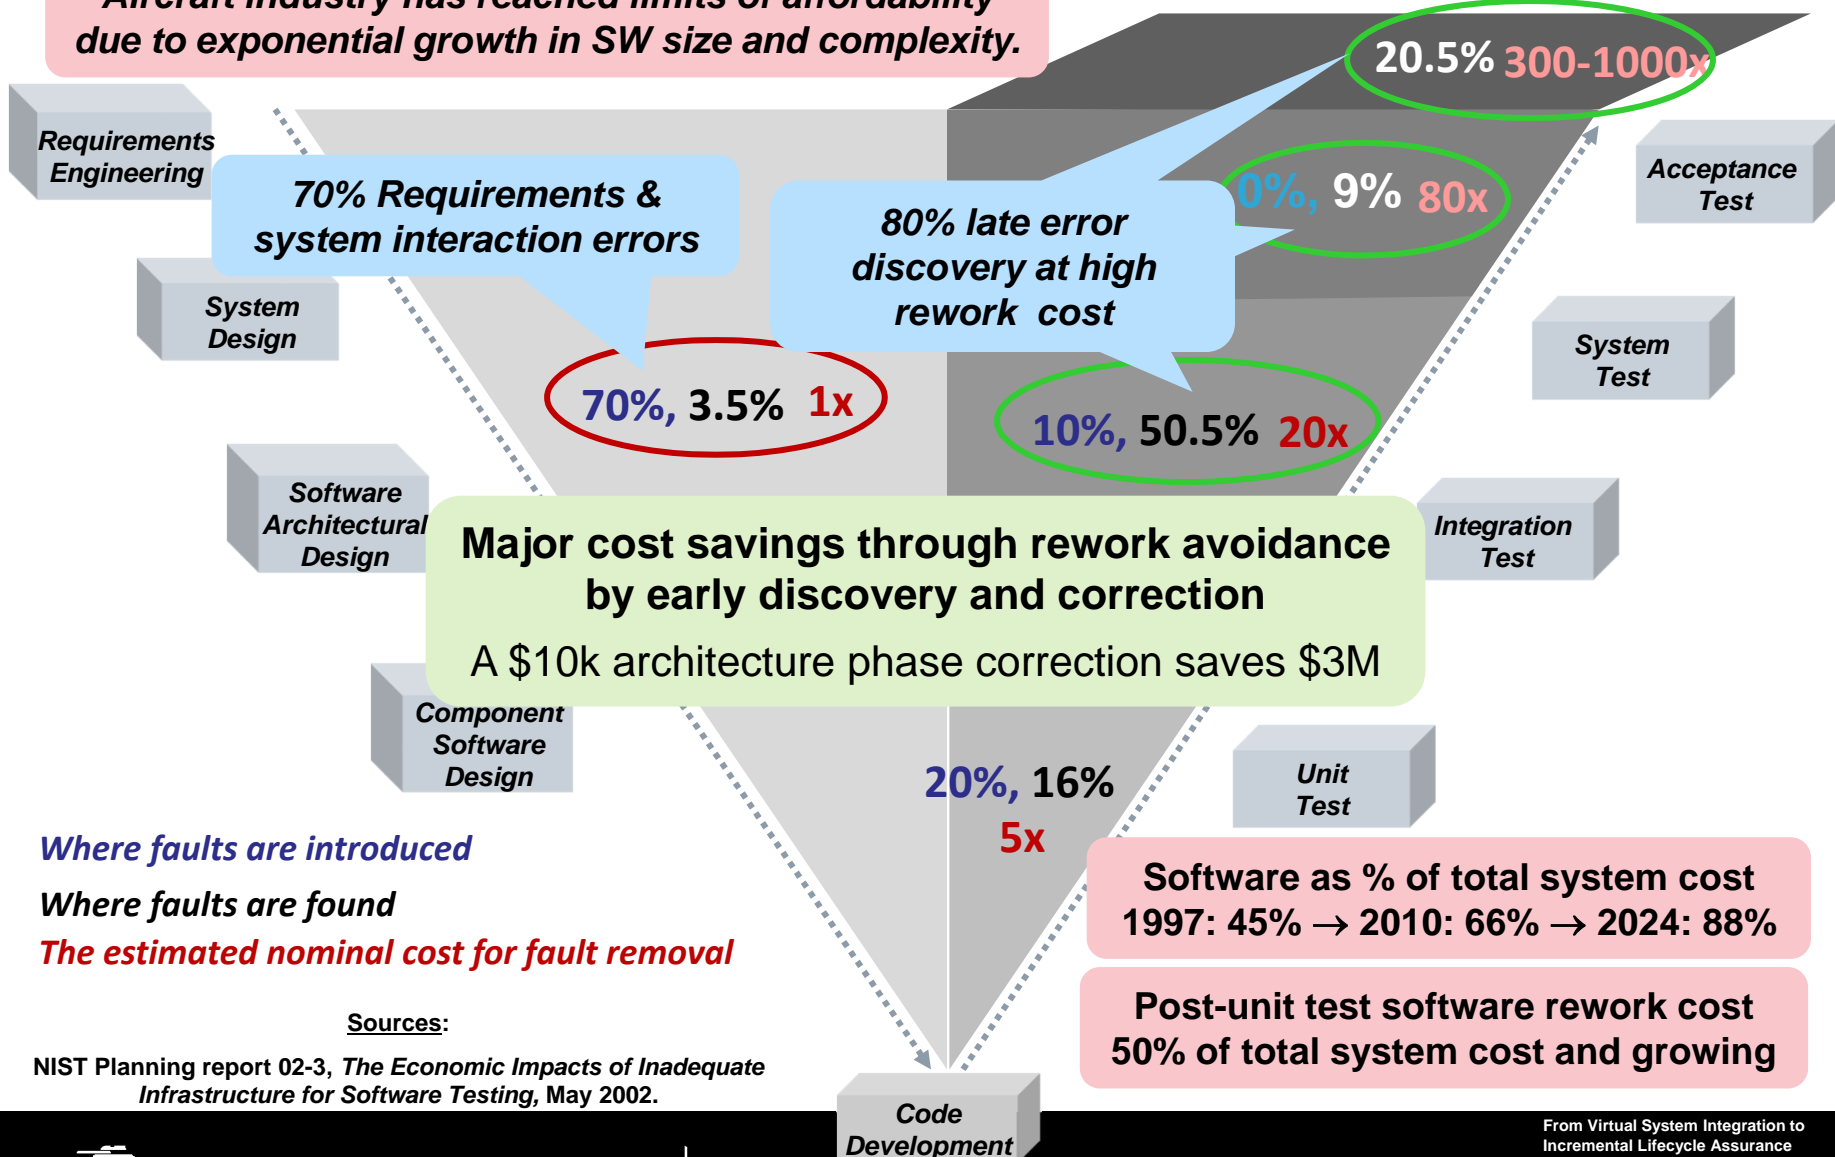 Aircraft industry has reached limits of affordability
due to exponential growth in SW size and complexity.
20.5% 300-1000x
Requirements
Engineering
70% Requirements &
system interaction errors
80% late error
discovery at high
rework cost
0%, 9% 80x
Acceptance
Test
System
Design
System
Test
70%, 3.5% 1x
10%, 50.5% 20x
Software
Architectural
Design
Major cost savings through rework avoidance
by early discovery and correction
A $10k architecture phase correction saves $3M
Integration
Test
Component
Software
Design
20%, 16%
5x
Unit
Test
Where faults are introduced
Where faults are found
The estimated nominal cost for fault removal
Software as % of total system cost
1997: 45% → 2010: 66% → 2024: 88%
Post-unit test software rework cost
50% of total system cost and growing
Sources:
NIST Planning report 02-3, The Economic Impacts of Inadequate
Infrastructure for Software Testing, May 2002.
Code
Development
From Virtual System Integration to
Incremental Lifecycle Assurance